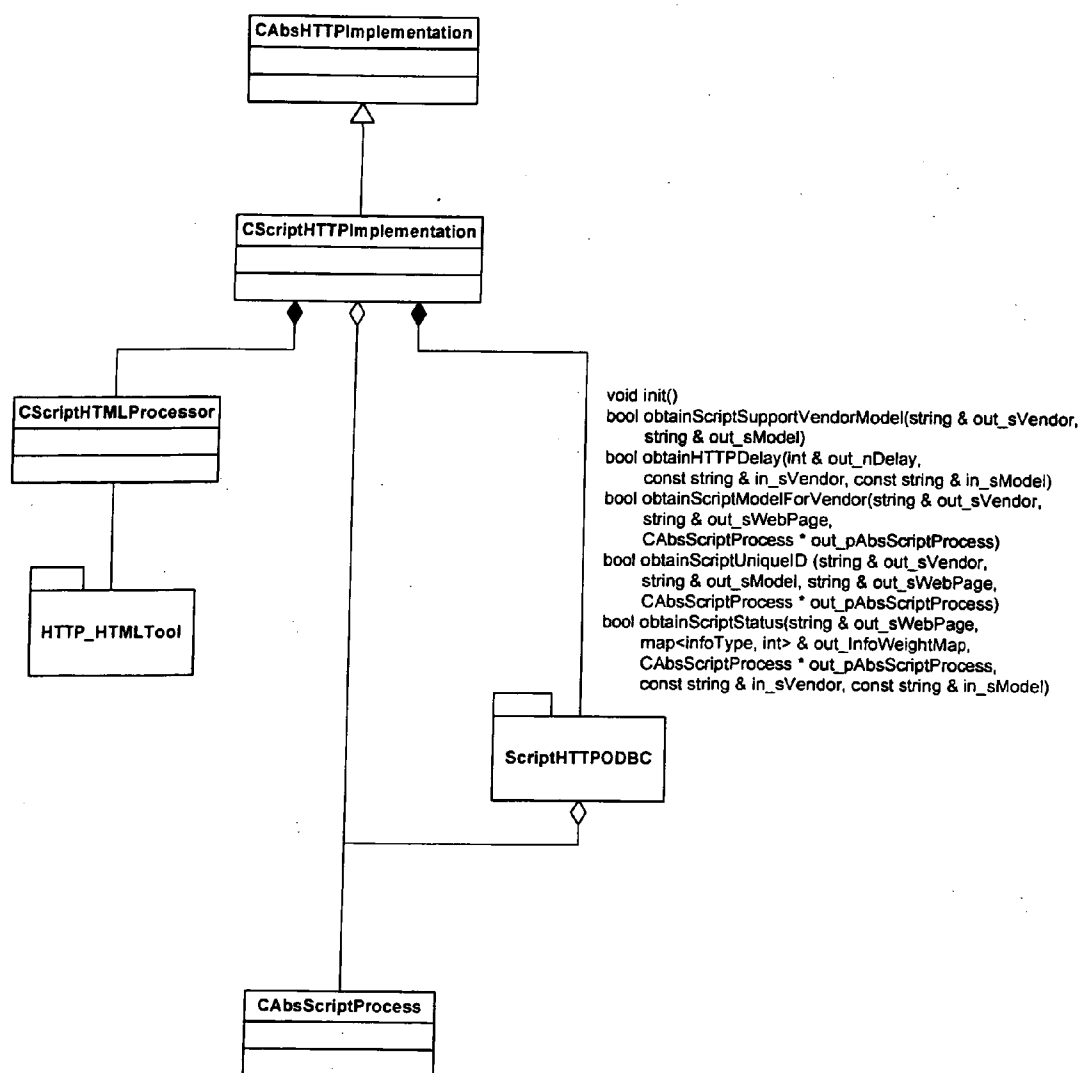 CAbsHTTPImplementation
CScriptHTTPImplementation
CScriptHTMLProcessor
HTTP_HTMLTool
void init()
bool obtainScriptSupportVendorModel(string & out_sVendor,
string & out_sModel)
bool obtainHTTPDelay(int & out_nDelay,
const string & in_sVendor, const string & in_sModel)
bool obtainScriptModelForVendor(string & out_sVendor,
string & out_sWebPage,
CAbsScriptProcess * out_pAbsScriptProcess)
bool obtainScriptUniqueID (string & out_sVendor,
string & out_sModel, string & out_sWebPage,
CAbsScriptProcess * out_pAbsScriptProcess)
bool obtainScriptStatus(string & out_sWebPage,
map<infoType, int> & out_InfoWeightMap,
CAbsScriptProcess * out_pAbsScriptProcess,
const string & in_sVendor, const string & in_sModel)
ScriptHTTPODBC
CAbsScriptProcess